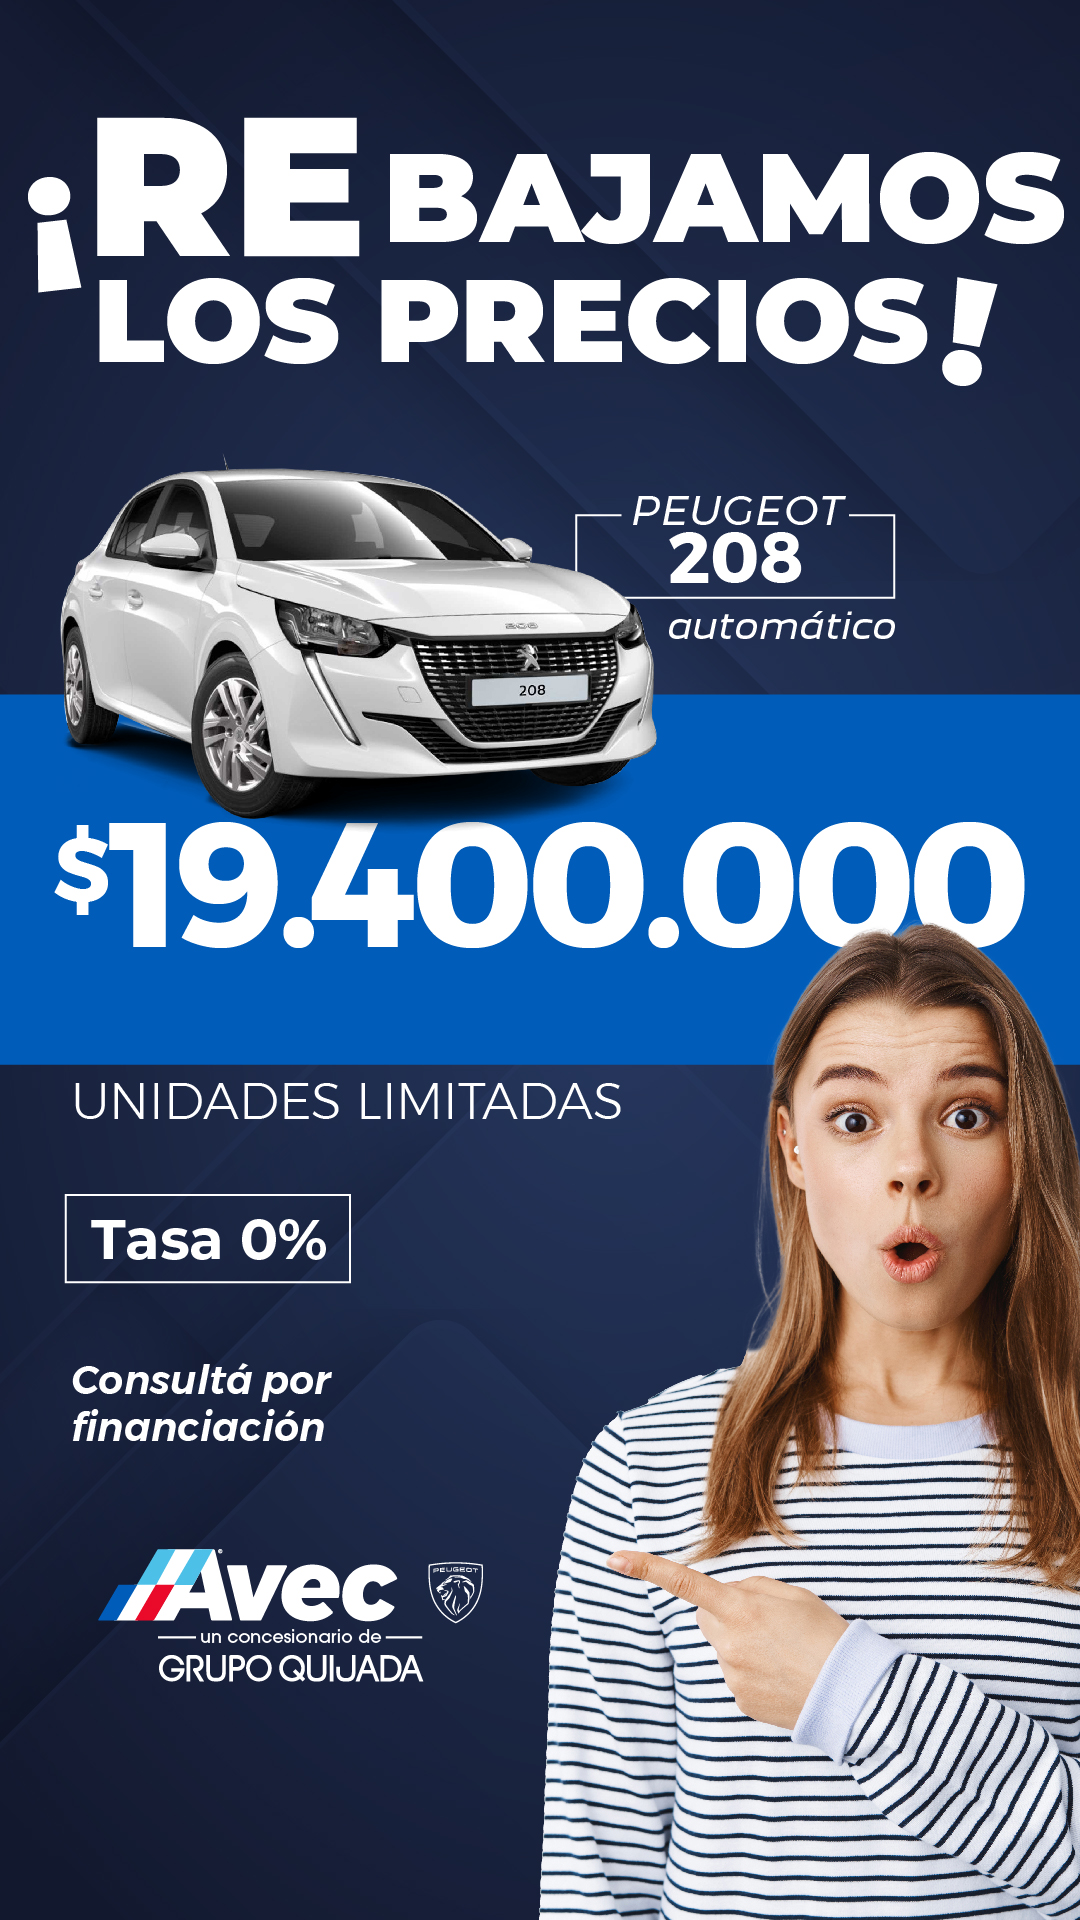 ¡RE BAJAMOS
LOS PRECIOS!
PEUGEOT
208
automático
208
208
$19.400.000
UNIDADES LIMITADAS
Tasa 0%
Consultá por
financiación
Avec
PEUGEOT
un concesionario de
GRUPO QUIJADA